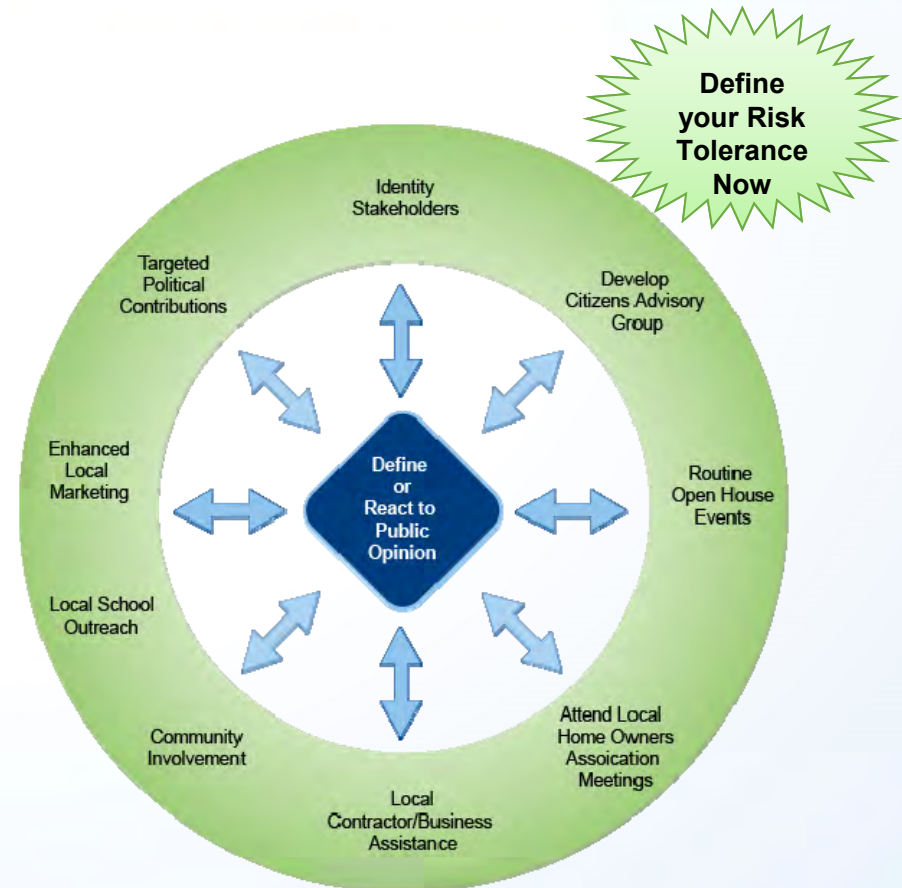 Define
your Risk
Tolerance
Now
Identity
Stakeholders
Develop
Citizens Advisory
Group
Routine
Open House
Events
Attend Local
Home Owners
Assoication
Meetings
Local
Contractor/Business
Assistance
Community
Involvement
Local School
Outreach
Enhanced
Local
Marketing
Targeted
Political
Contributions
Define
or
React to
Public
Opinion